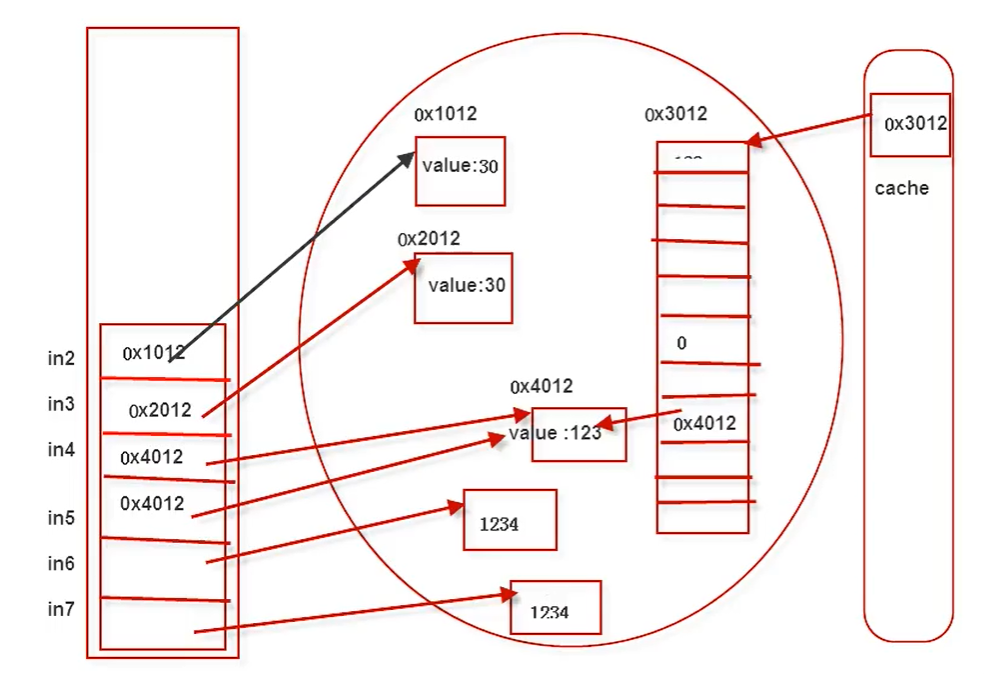 in2
in3
in4
in5
in6
in7
0x1012
0x2012
0x4012
0x4012
0x1012
value:30
0x2012
value:30
0x4012
value :123
1234
1234
0x3012
0
0x4012
0x3012
cache